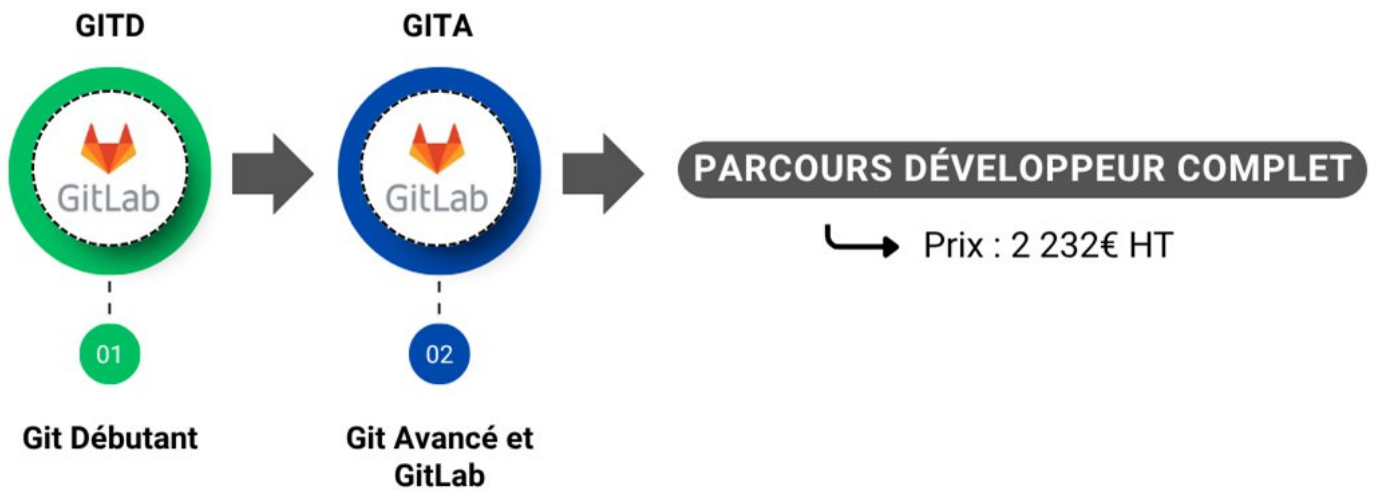 GITD
GITA
GitLab
GitLab
PARCOURS DÉVELOPPEUR COMPLET
Prix : 2 232€ HT
01
02
Git Débutant
Git Avancé et
GitLab